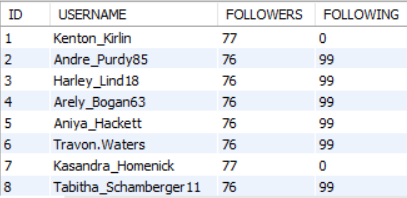 ID USERNAME FOLLOWERS FOLLOWING
1 Kenton_Kirlin 77 0
2 Andre_Purdy85 76 99
3 Harley_Lind18 76 99
4 Arely_Bogan63 76 99
5 Aniya_Hackett 76 99
6 Travon.Waters 76 99
7 Kasandra_Homenick 77 0
8 Tabitha_Schamberger11 76 99